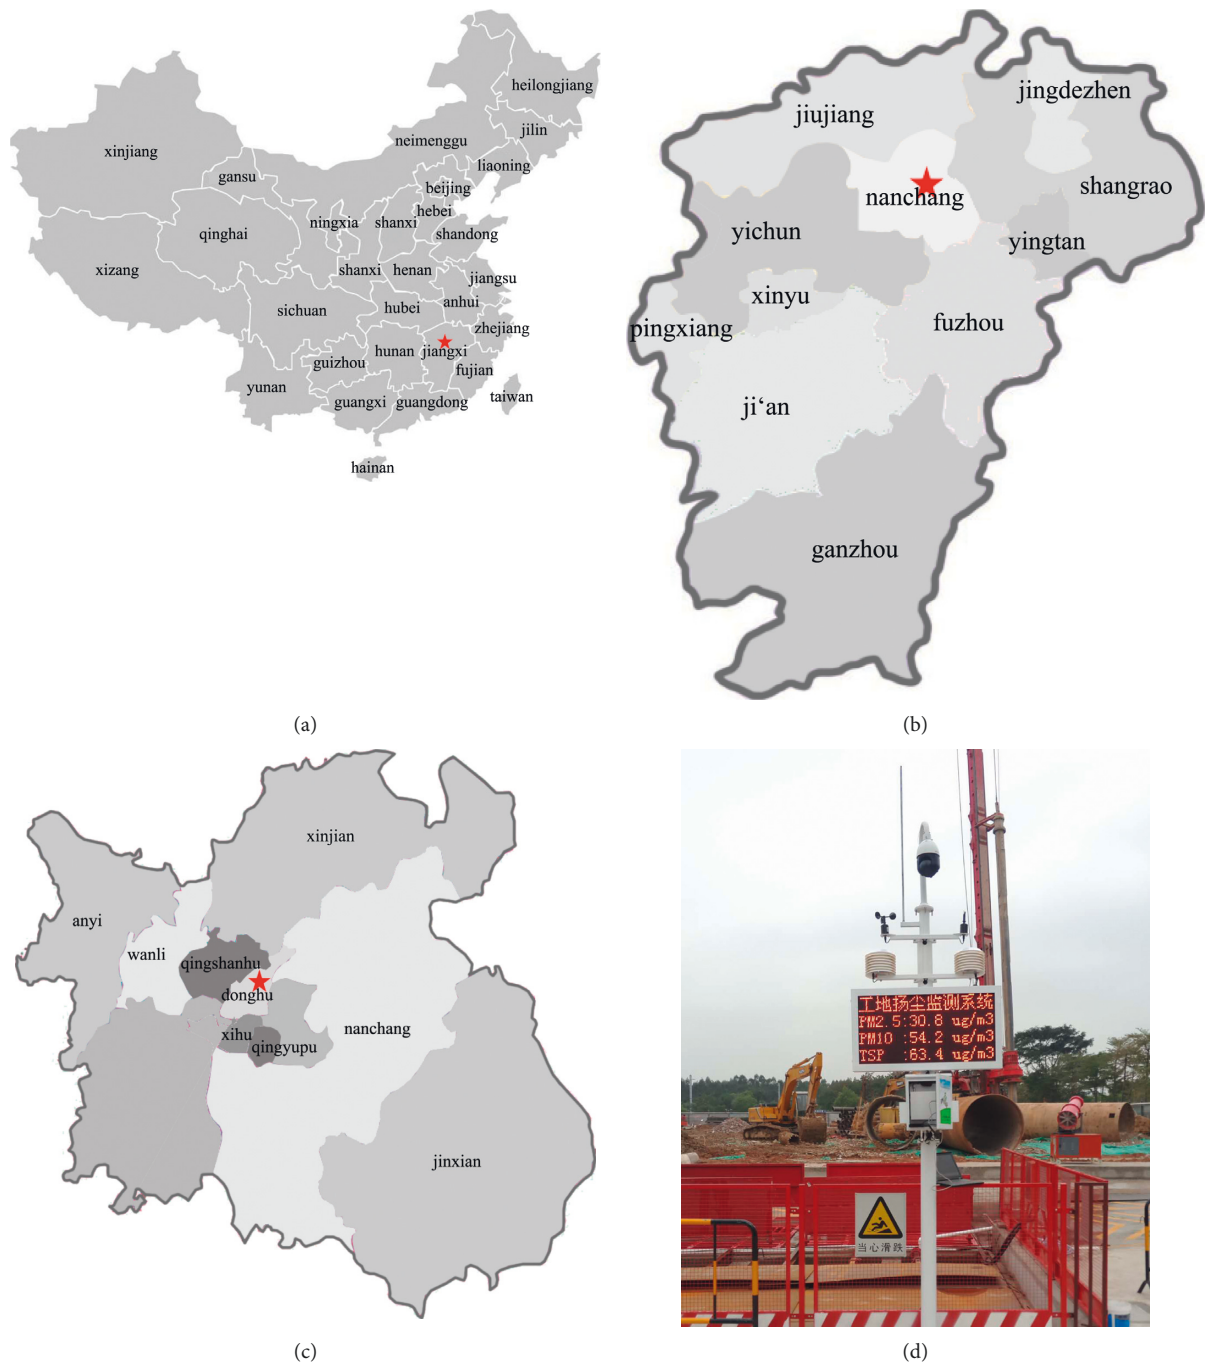 heilongjiang
jilin
neimenggu
xinjiang
liaoning
gansu
beijing
hebei
ningxia
shanxi
qinghai
shandong
xizang
shanxi
henan
jiangsu
anhui
sichuan
hubei
zhejiang
hunan
jiangxi
guizhou
fujian
yunan
taiwan
guangxi
guangdong
hainan
(a)
jingdezhen
jiujiang
shangrao
nanchang
yichun
yingtan
xinyu
pingxiang
fuzhou
ji‘an
ganzhou
(b)
xinjian
anyi
wanli
qingshanhu
donghu
xihu
nanchang
qingyupu
jinxian
(c)
工地扬尘监测系统
PM2.5:30.8 ug/m3
PM10 :54.2 ug/m3
TSP :63.4 ug/m3
当心滑跌
(d)